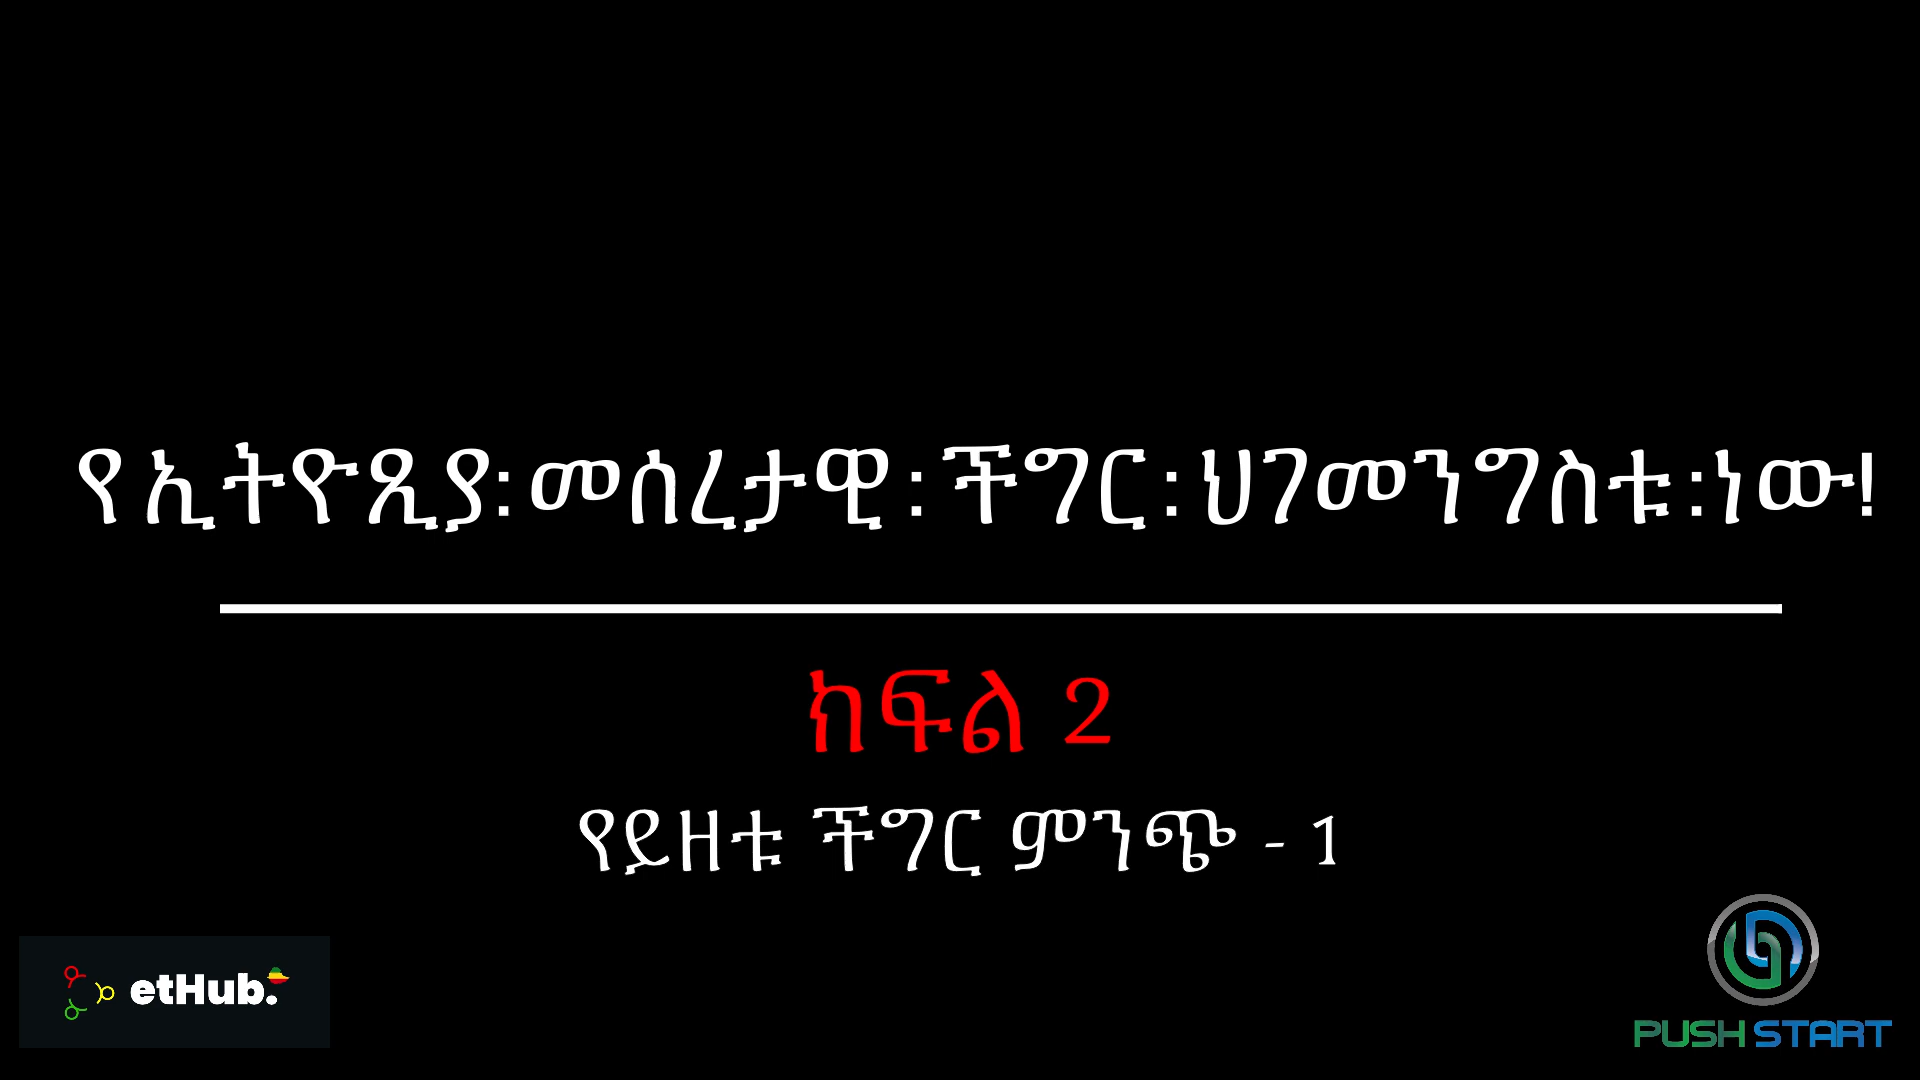 የኢትዮጲያ፡መሰረታዊ፡ችግር፡ህገመንግስቱ፡ነው!
ክፍል 2
የይዘቱ ችግር ምንጭ - 1
etHub.
PUSH START